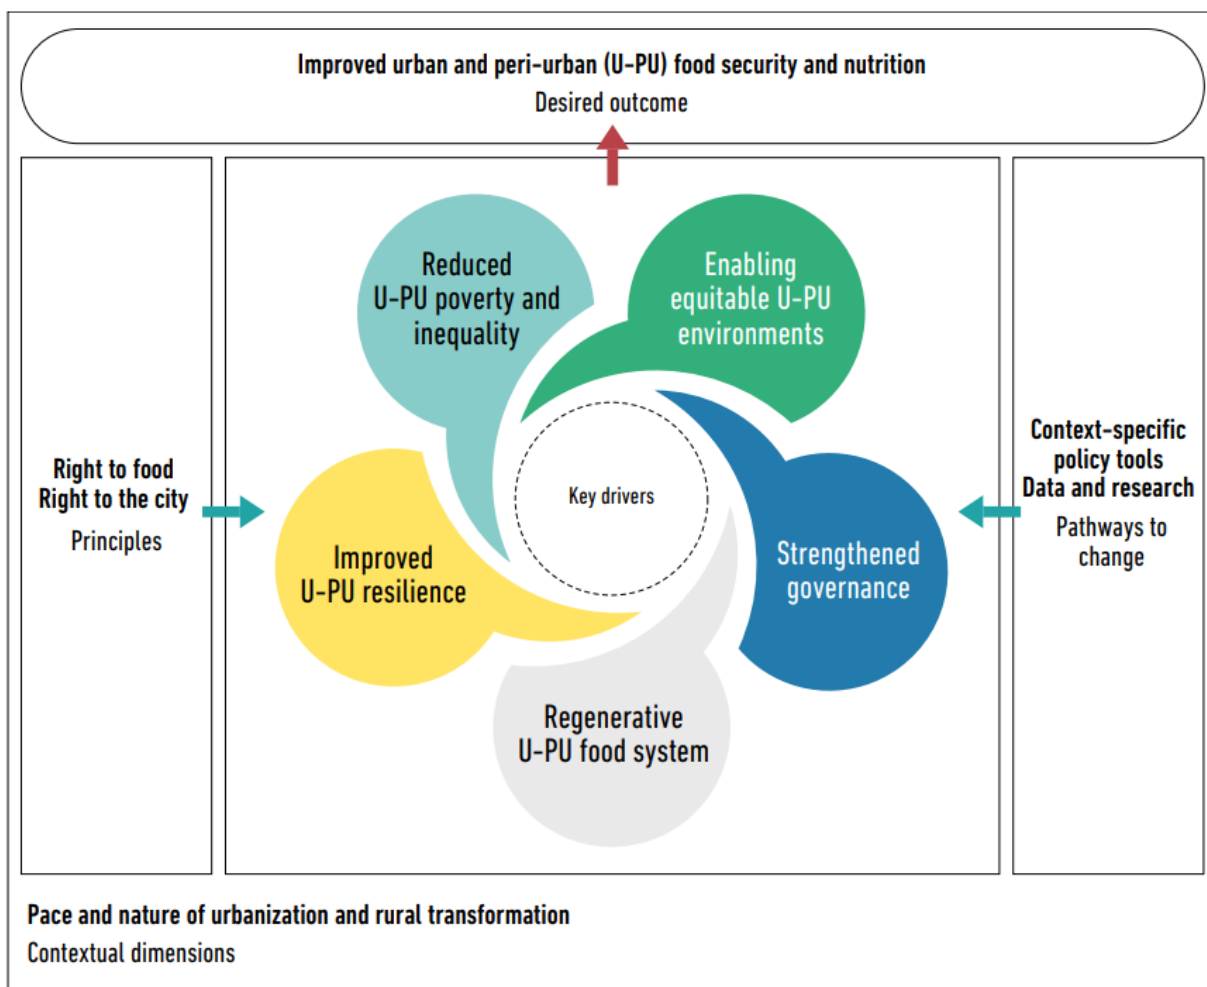 Improved urban and peri-urban (U-PU) food security and nutrition
Desired outcome
Right to food
Right to the city
Principles
Reduced
U-PU poverty and
inequality
Enabling
equitable U-PU
environments
Key drivers
Improved
U-PU resilience
Strengthened
governance
Regenerative
U-PU food system
Context-specific
policy tools
Data and research
Pathways to
change
Pace and nature of urbanization and rural transformation
Contextual dimensions